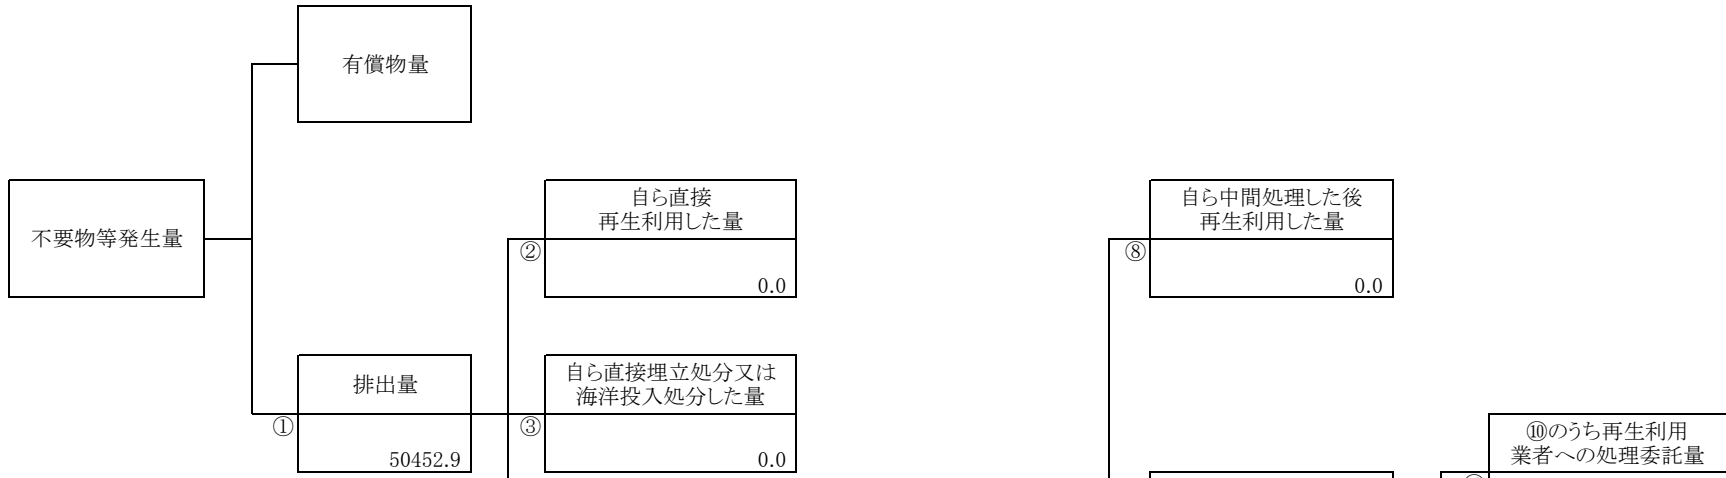 有償物量
不要物等発生量
自ら直接
再生利用した量
②
0.0
自ら中間処理した後
再生利用した量
⑧
0.0
排出量
①
50452.9
自ら直接埋立処分又は
海洋投入処分した量
③
0.0
⑩のうち再生利用
業者への処理委託量